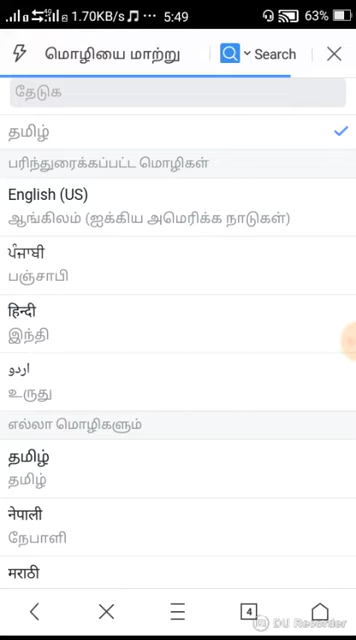 4G 1.70KB/s ... 5:49 63%
மொழியை மாற்று Search
தேடுக
தமிழ்
பரிந்துரைக்கப்பட்ட மொழிகள்
English (US)
ஆங்கிலம் (ஐக்கிய அமெரிக்க நாடுகள்)
ਪੰਜਾਬੀ
பஞ்சாபி
हिन्दी
இந்தி
اردو
உருது
எல்லா மொழிகளும்
தமிழ்
தமிழ்
नेपाली
நேபாளி
मराठी
4
DU Recorder